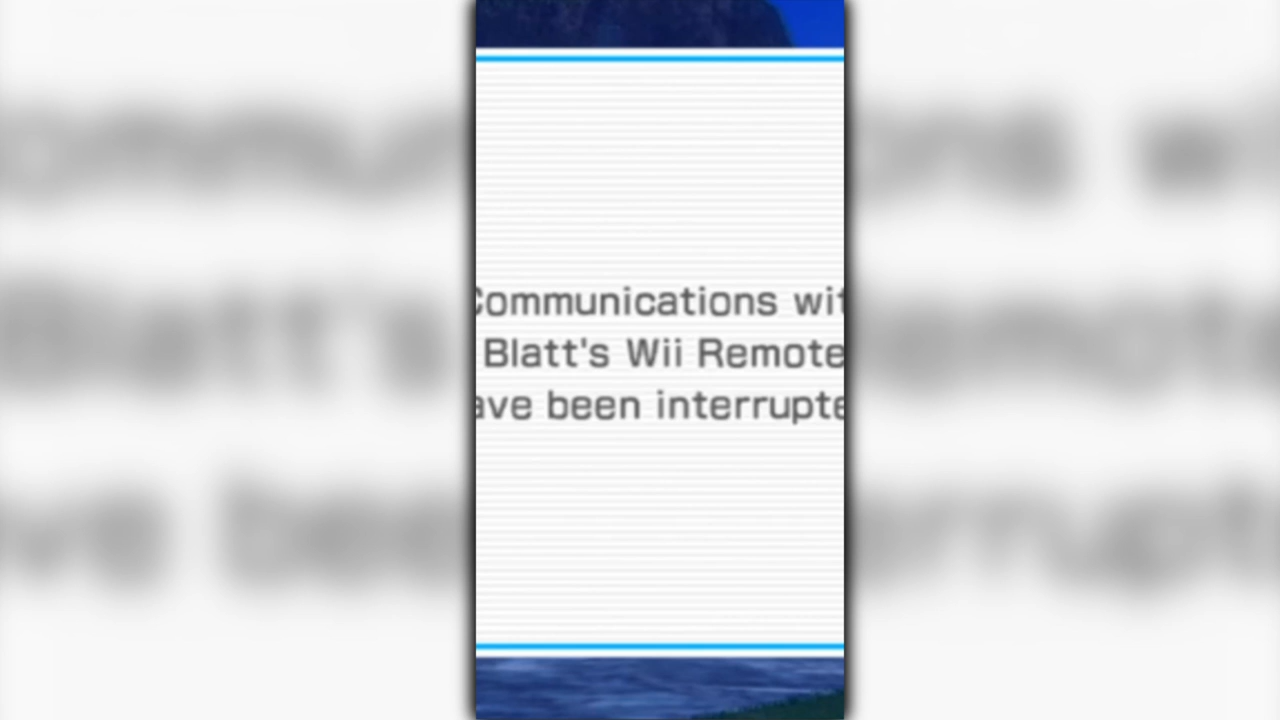 Communications wit
Blatt's Wii Remote
ave been interrupte